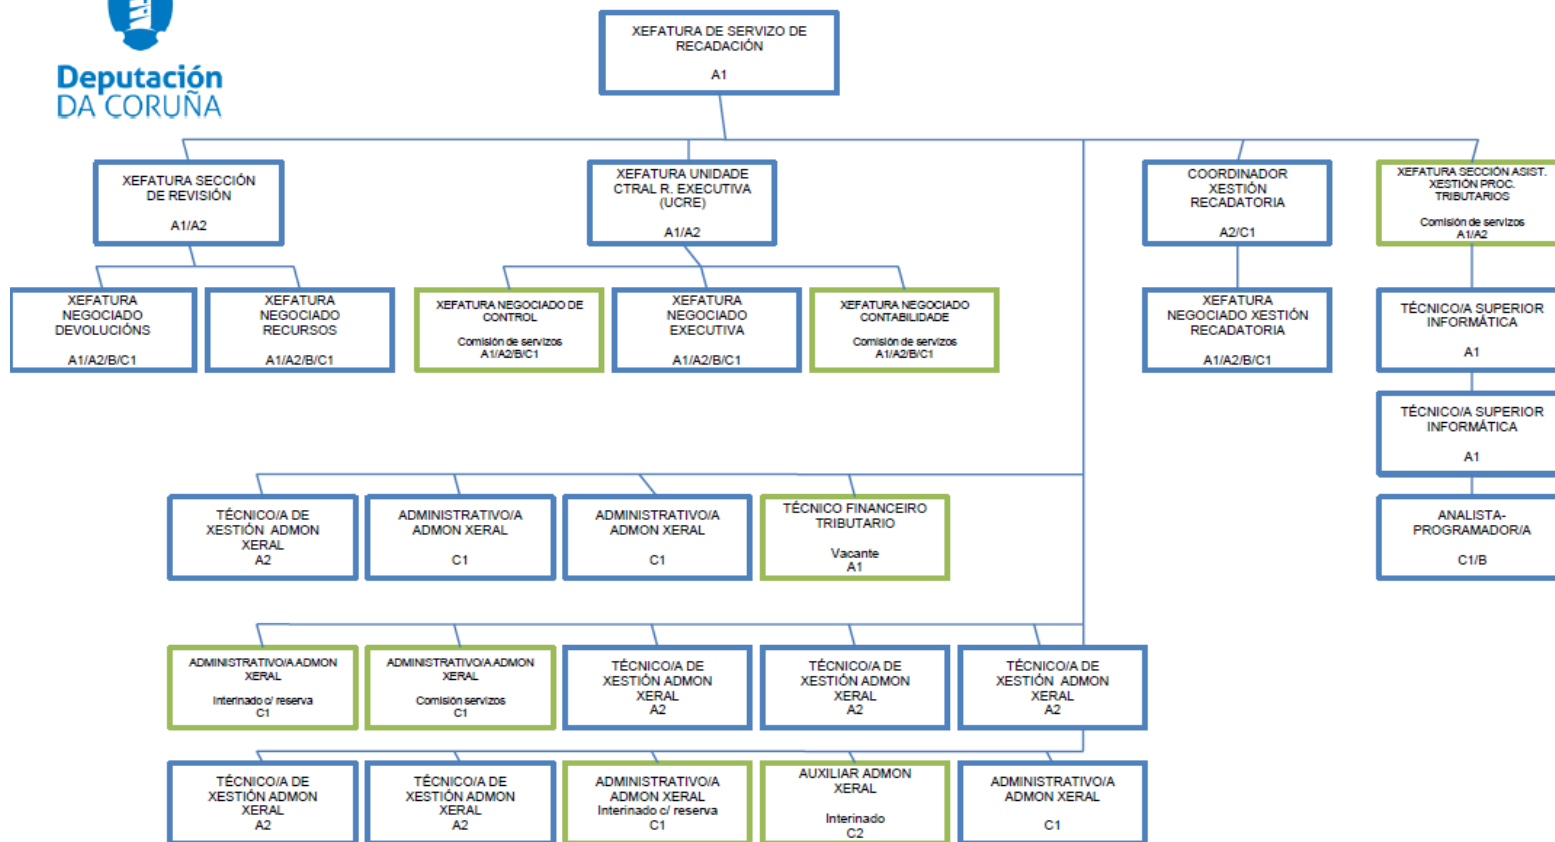 Deputación
DA CORUÑA
XEFATURA DE SERVIZO DE
RECADACIÓN
A1
XEFATURA SECCIÓN
DE REVISIÓN
A1/A2
XEFATURA UNIDADE
CTRAL R. EXECUTIVA
(UCRE)
A1/A2
COORDINADOR
XESTIÓN
RECADATORIA
A2/C1
XEFATURA SECCIÓN ASIST.
XESTIÓN PROC.
TRIBUTARIOS
Comisión de servizos
A1/A2
XEFATURA
NEGOCIADO
DEVOLUCIÓNS
A1/A2/B/C1
XEFATURA
NEGOCIADO
RECURSOS
A1/A2/B/C1
XEFATURA NEGOCIADO DE
CONTROL
Comisión de servizos
A1/A2/B/C1
XEFATURA
NEGOCIADO
EXECUTIVA
A1/A2/B/C1
XEFATURA NEGOCIADO
CONTABILIDADE
Comisión de servizos
A1/A2/B/C1
XEFATURA
NEGOCIADO XESTIÓN
RECADATORIA
A1/A2/B/C1
TÉCNICO/A SUPERIOR
INFORMÁTICA
A1
TÉCNICO/A SUPERIOR
INFORMÁTICA
A1
TÉCNICO/A DE
XESTIÓN ADMON
XERAL
A2
ADMINISTRATIVO/A
ADMON XERAL
C1
ADMINISTRATIVO/A
ADMON XERAL
C1
TÉCNICO FINANCEIRO
TRIBUTARIO
Vacante
A1
ANALISTA-
PROGRAMADOR/A
C1/B
ADMINISTRATIVO/A ADMON
XERAL
Interinado c/ reserva
C1
ADMINISTRATIVO/A ADMON
XERAL
Comisión servizos
C1
TÉCNICO/A DE
XESTIÓN ADMON
XERAL
A2
TÉCNICO/A DE
XESTIÓN ADMON
XERAL
A2
TÉCNICO/A DE
XESTIÓN ADMON
XERAL
A2
TÉCNICO/A DE
XESTIÓN ADMON
XERAL
A2
TÉCNICO/A DE
XESTIÓN ADMON
XERAL
A2
ADMINISTRATIVO/A
ADMON XERAL
Interinado c/ reserva
C1
AUXILIAR ADMON
XERAL
Interinado
C2
ADMINISTRATIVO/A
ADMON XERAL
C1